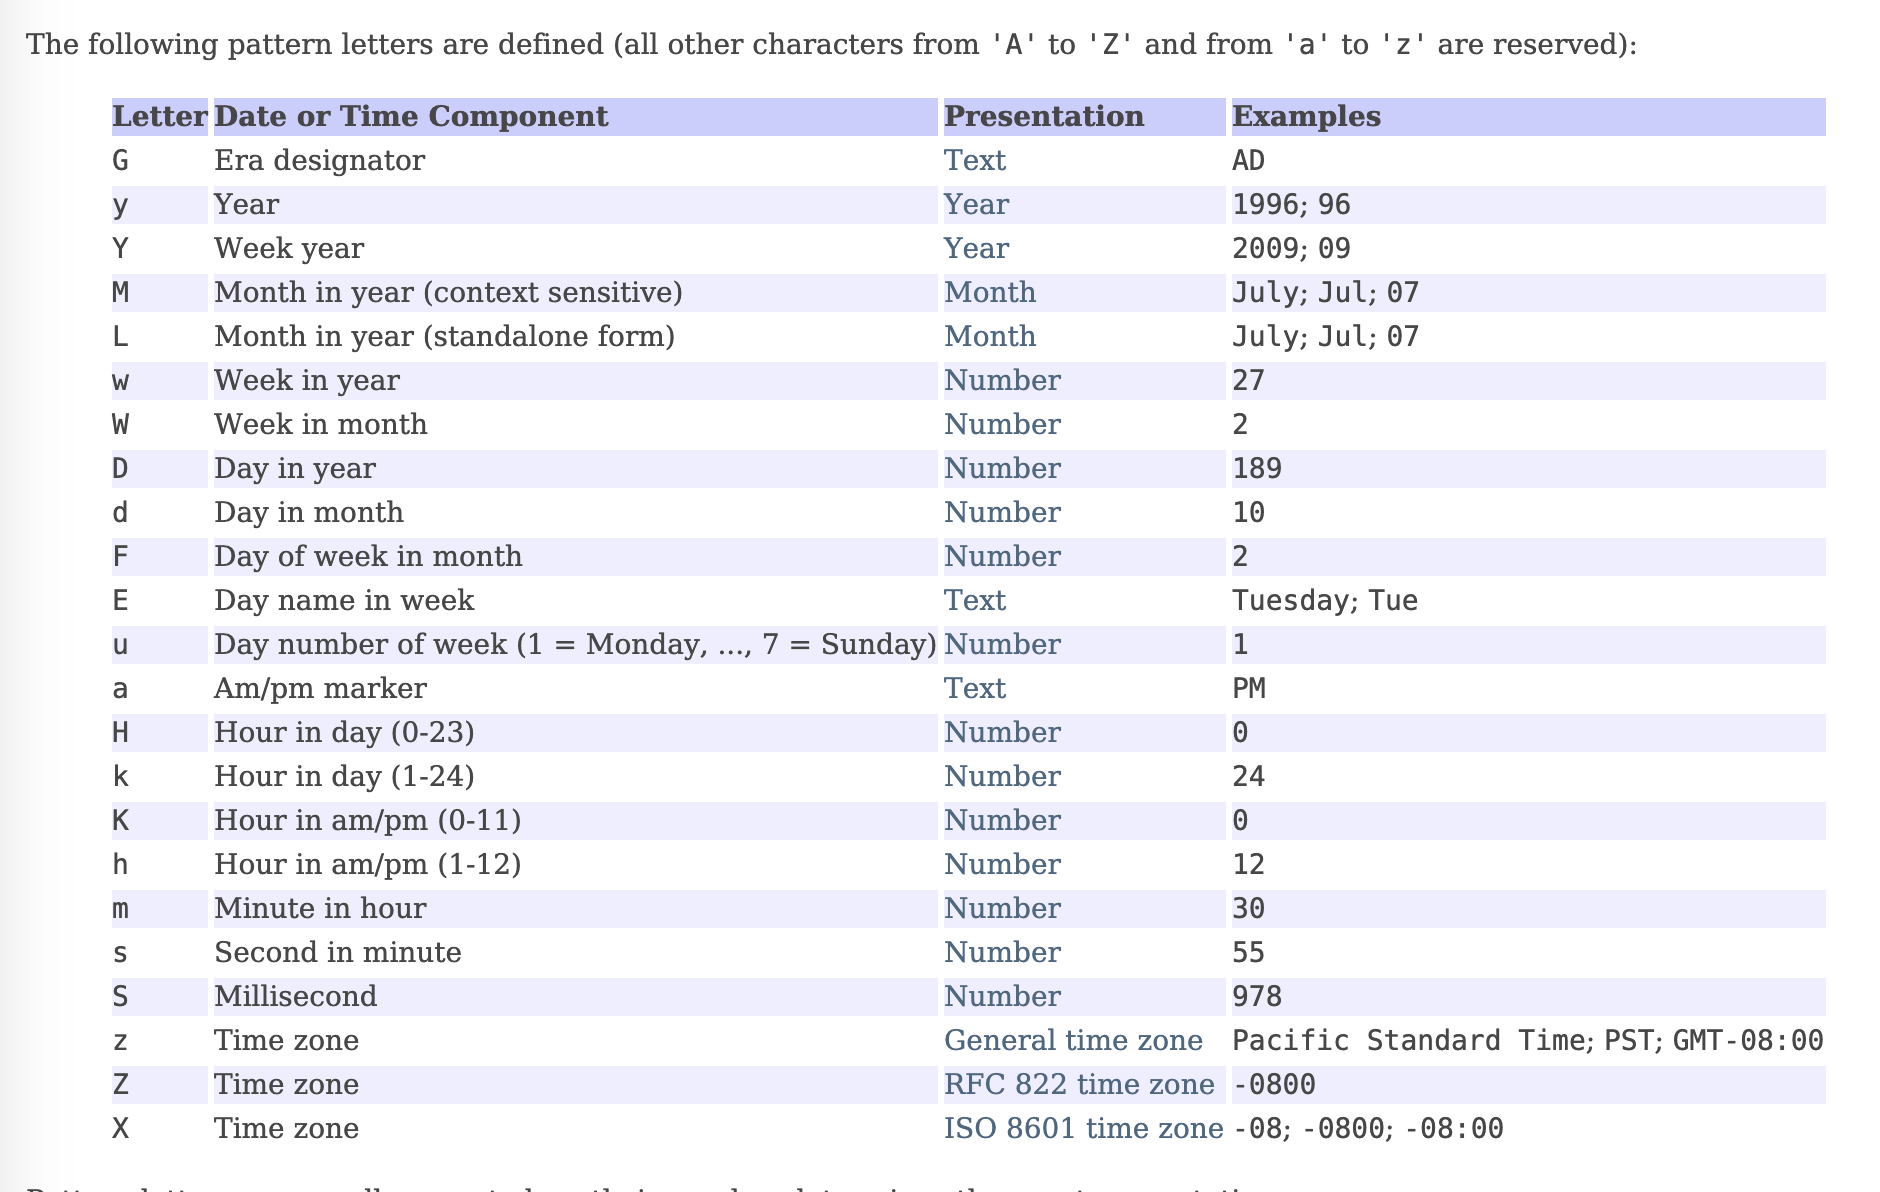 The following pattern letters are defined (all other characters from 'A' to 'Z' and from 'a' to 'z' are reserved):
Letter Date or Time Component Presentation Examples
G Era designator Text AD
y Year Year 1996; 96
Y Week year Year 2009; 09
M Month in year (context sensitive) Month July; Jul; 07
L Month in year (standalone form) Month July; Jul; 07
w Week in year Number 27
W Week in month Number 2
D Day in year Number 189
d Day in month Number 10
F Day of week in month Number 2
E Day name in week Text Tuesday; Tue
u Day number of week (1 = Monday, ..., 7 = Sunday) Number 1
a Am/pm marker Text PM
H Hour in day (0-23) Number 0
k Hour in day (1-24) Number 24
K Hour in am/pm (0-11) Number 0
h Hour in am/pm (1-12) Number 12
m Minute in hour Number 30
s Second in minute Number 55
S Millisecond Number 978
z Time zone General time zone Pacific Standard Time; PST; GMT-08:00
Z Time zone RFC 822 time zone -0800
X Time zone ISO 8601 time zone -08; -0800; -08:00